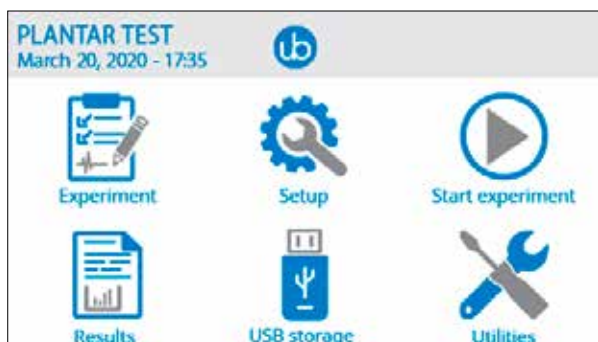 PLANTAR TEST
March 20, 2020 - 17:35
ub
Experiment
Setup
Start experiment
Results
USB storage
Utilities